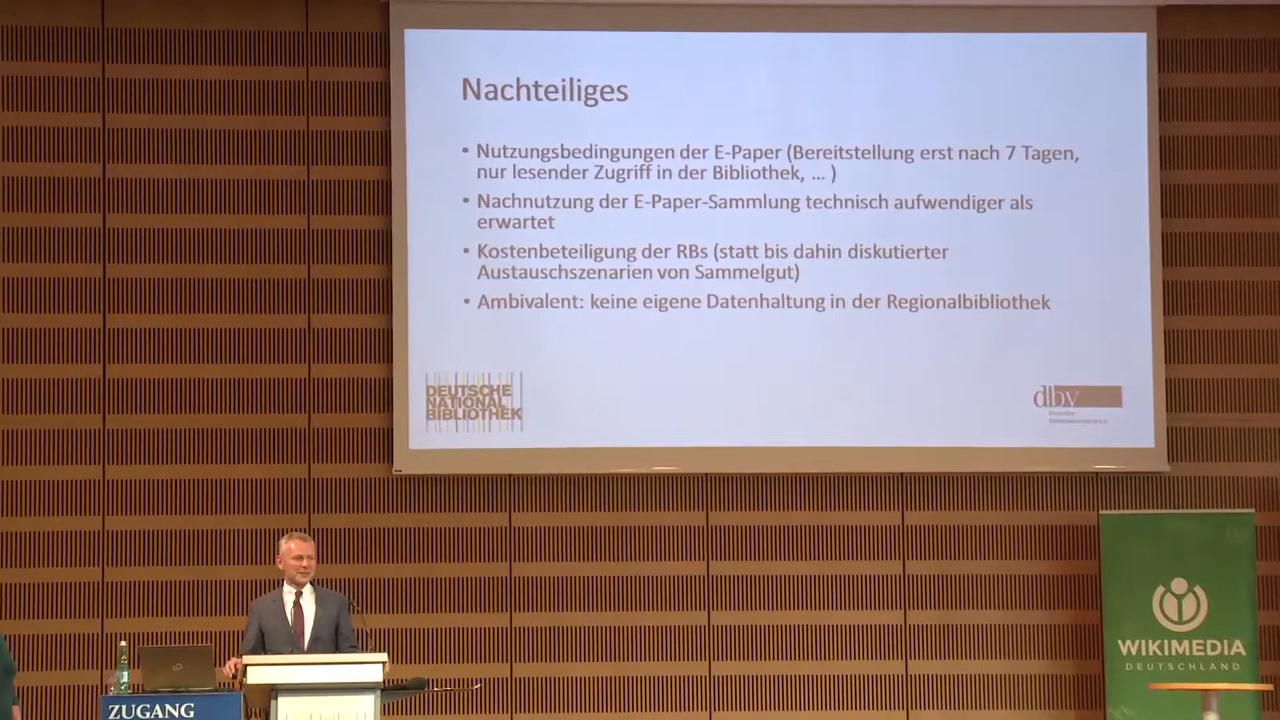 Nachteiliges
• Nutzungsbedingungen der E-Paper (Bereitstellung erst nach 7 Tagen,
nur lesender Zugriff in der Bibliothek, ... )
• Nachnutzung der E-Paper-Sammlung technisch aufwendiger als
erwartet
• Kostenbeteiligung der RBs (statt bis dahin diskutierter
Austauschszenarien von Sammelgut)
• Ambivalent: keine eigene Datenhaltung in der Regionalbibliothek
DEUTSCHE
NATIONAL
BIBLIOTHEK
dbv
WIKIMEDIA
DEUTSCHLAND
ZUGANG